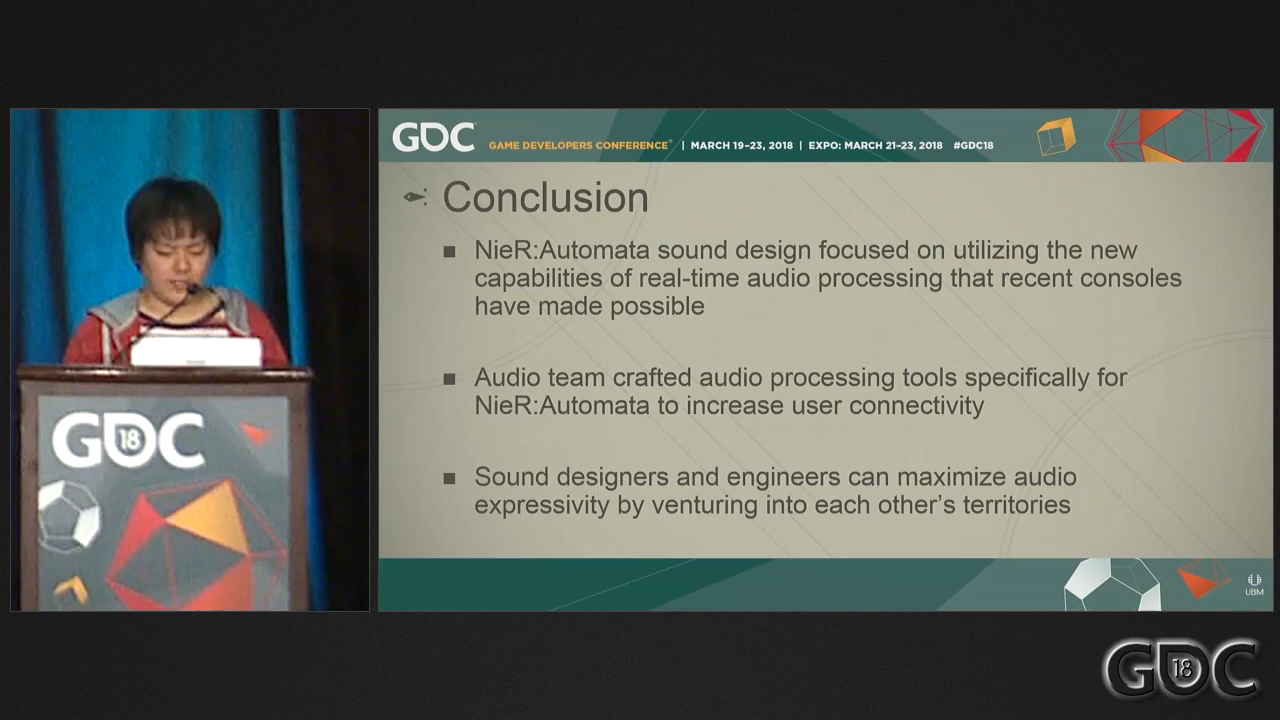 GDC
GAME DEVELOPERS CONFERENCE® | MARCH 19–23, 2018 | EXPO: MARCH 21–23, 2018 #GDC18
Conclusion
■ NieR:Automata sound design focused on utilizing the new
capabilities of real-time audio processing that recent consoles
have made possible
■ Audio team crafted audio processing tools specifically for
NieR:Automata to increase user connectivity
■ Sound designers and engineers can maximize audio
expressivity by venturing into each other’s territories
GDC
18
UBM
GDC
18